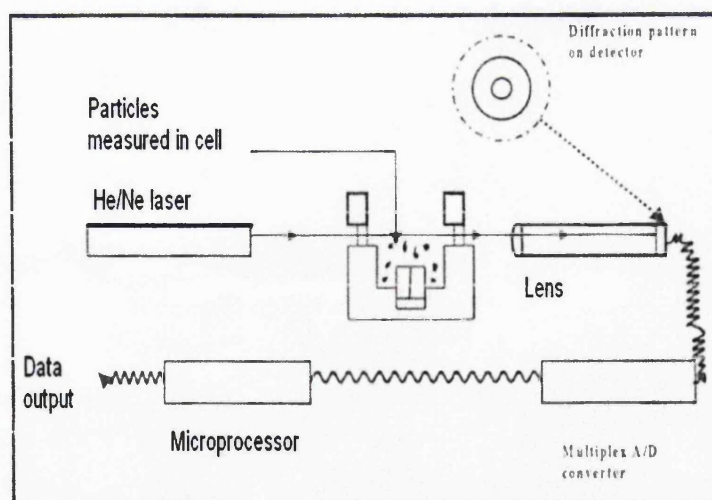 Diffraction pattern
on detector
Particles
measured in cell
He/Ne laser
Lens
Data
output
Microprocessor
Multiplex A/D
converter